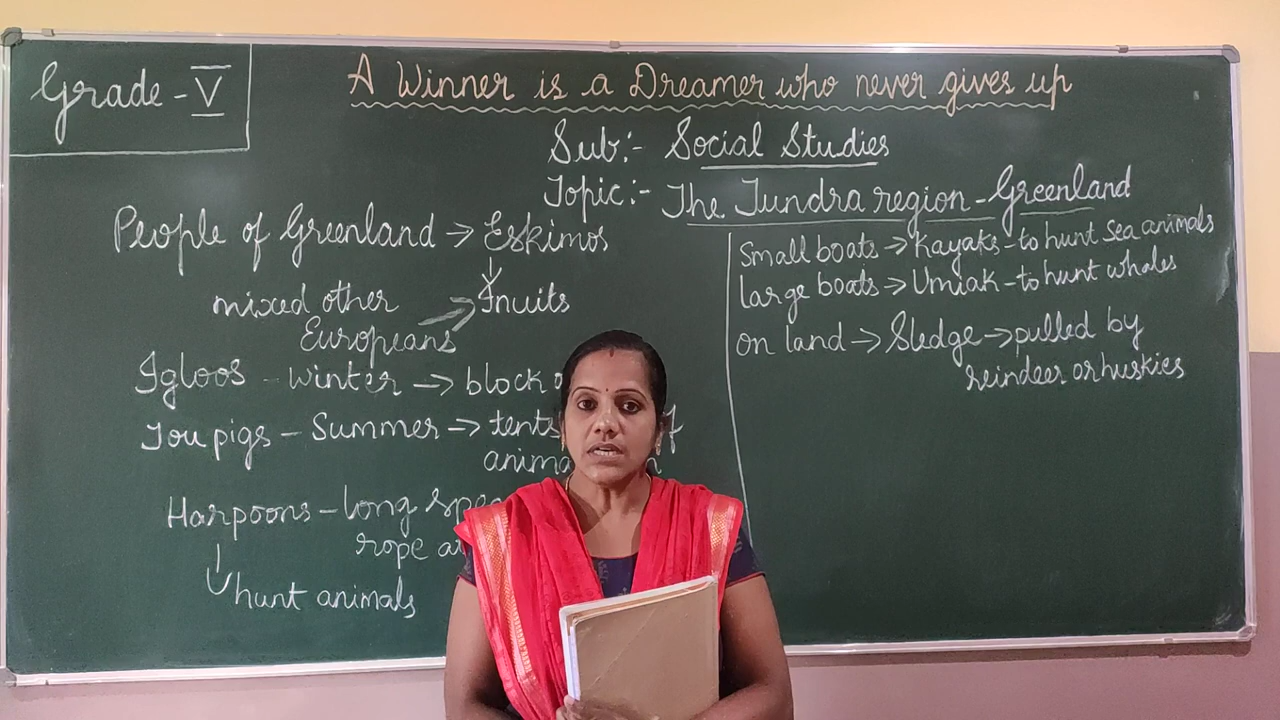 Grade - V
A Winner is a Dreamer who never gives up
Sub:- Social Studies
Topic:- The Tundra region - Greenland
People of Greenland → Eskimos
mixed other → Inuits
Europeans
Igloos - winter → block
Toupigs - Summer → tents
Harpoons - long
rope
hunt animals
Small boats → Kayaks - to hunt Sea animals
large boats → Umiak - to hunt whales
on land → Sledge → pulled by
reindeer or huskies